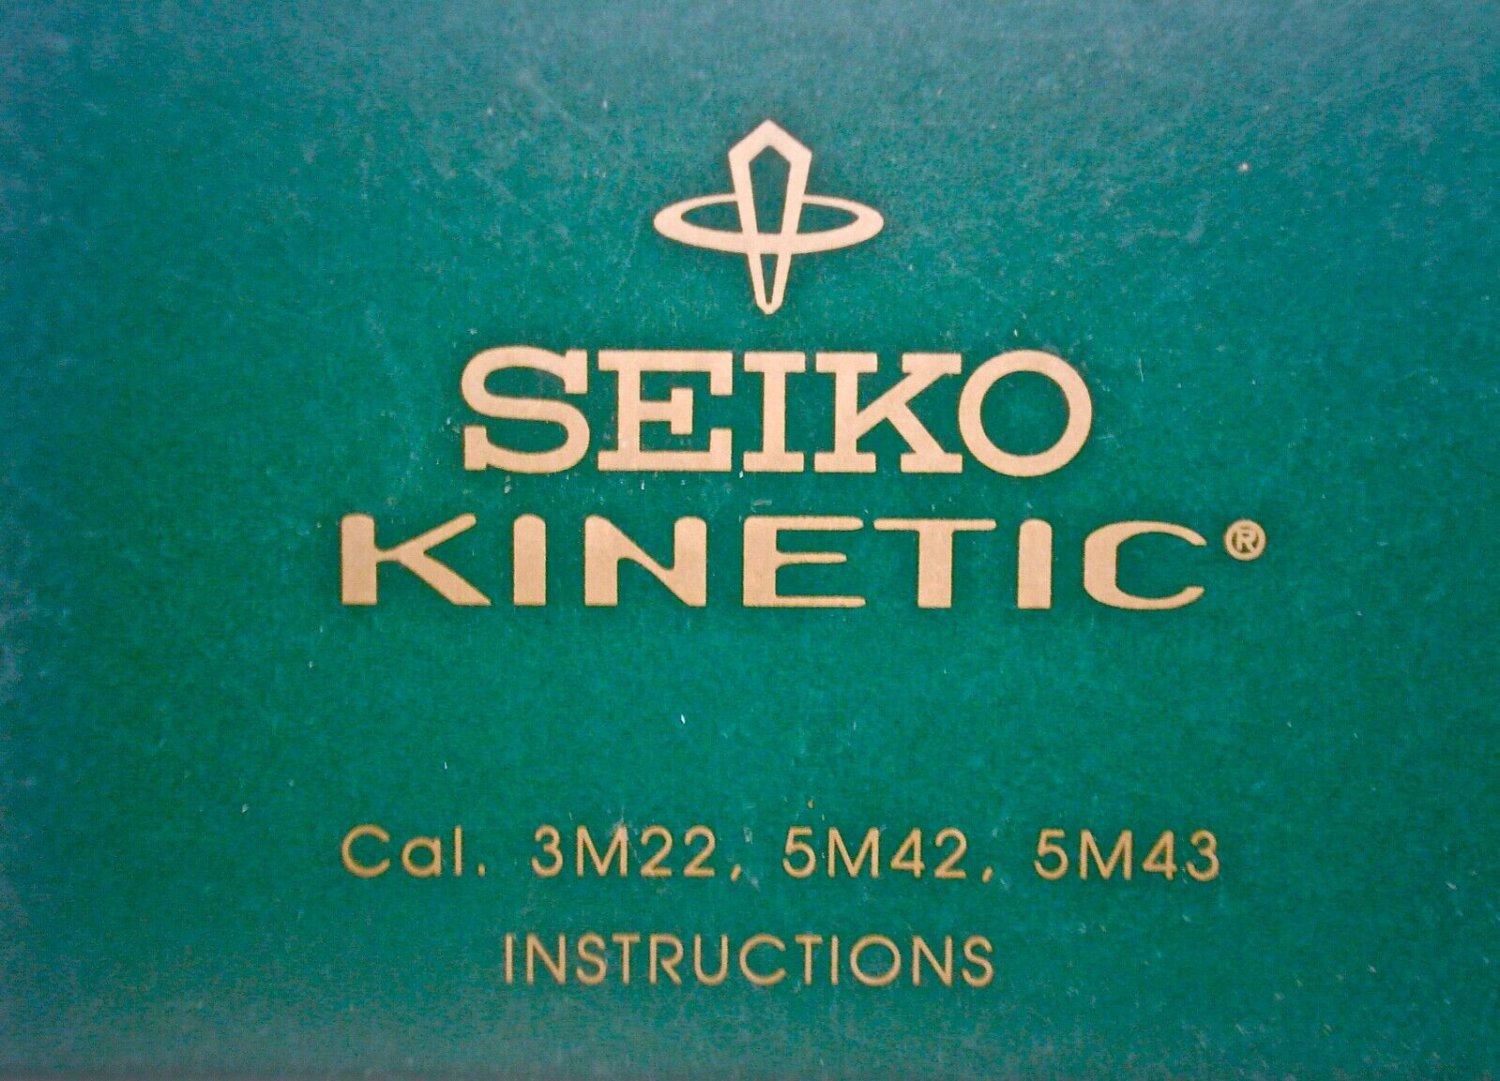 SEIKO
KINETIC®
Cal. 3M22, 5M42, 5M43
INSTRUCTIONS